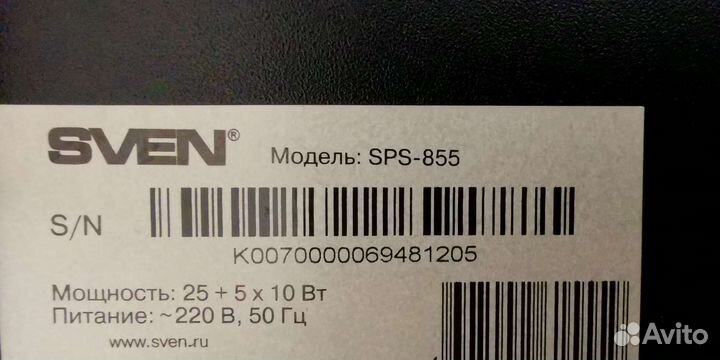 SVEN®
Модель: SPS-855
S/N
K0070000069481205
Мощность: 25 + 5 x 10 Вт
Питание: ~220 В, 50 Гц
www.sven.ru
Avito